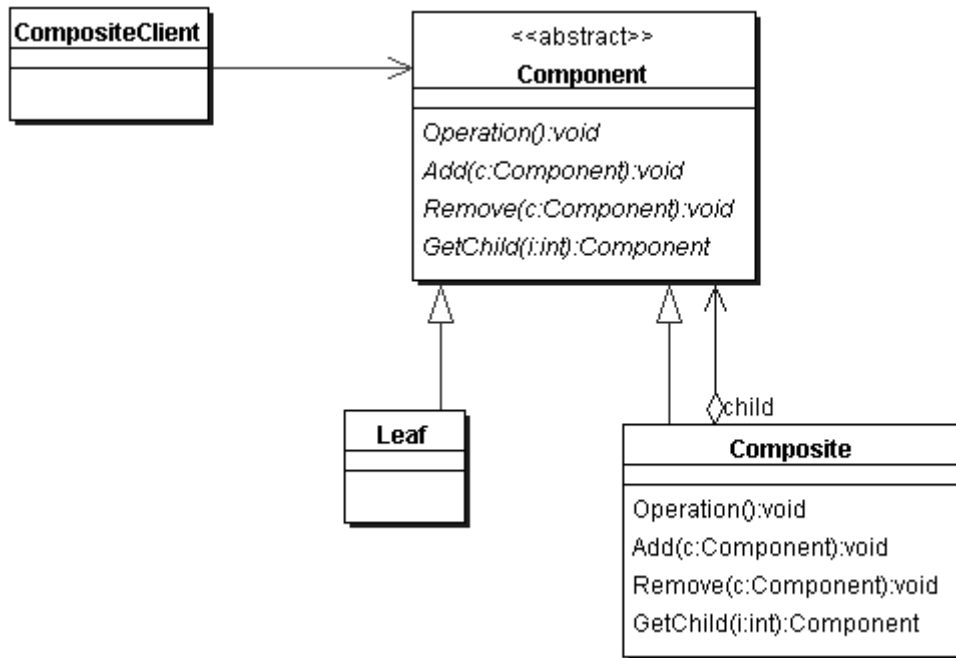 CompositeClient
<<abstract>>
Component
Operation():void
Add(c:Component):void
Remove(c:Component):void
GetChild(i:int):Component
child
Leaf
Composite
Operation():void
Add(c:Component):void
Remove(c:Component):void
GetChild(i:int):Component